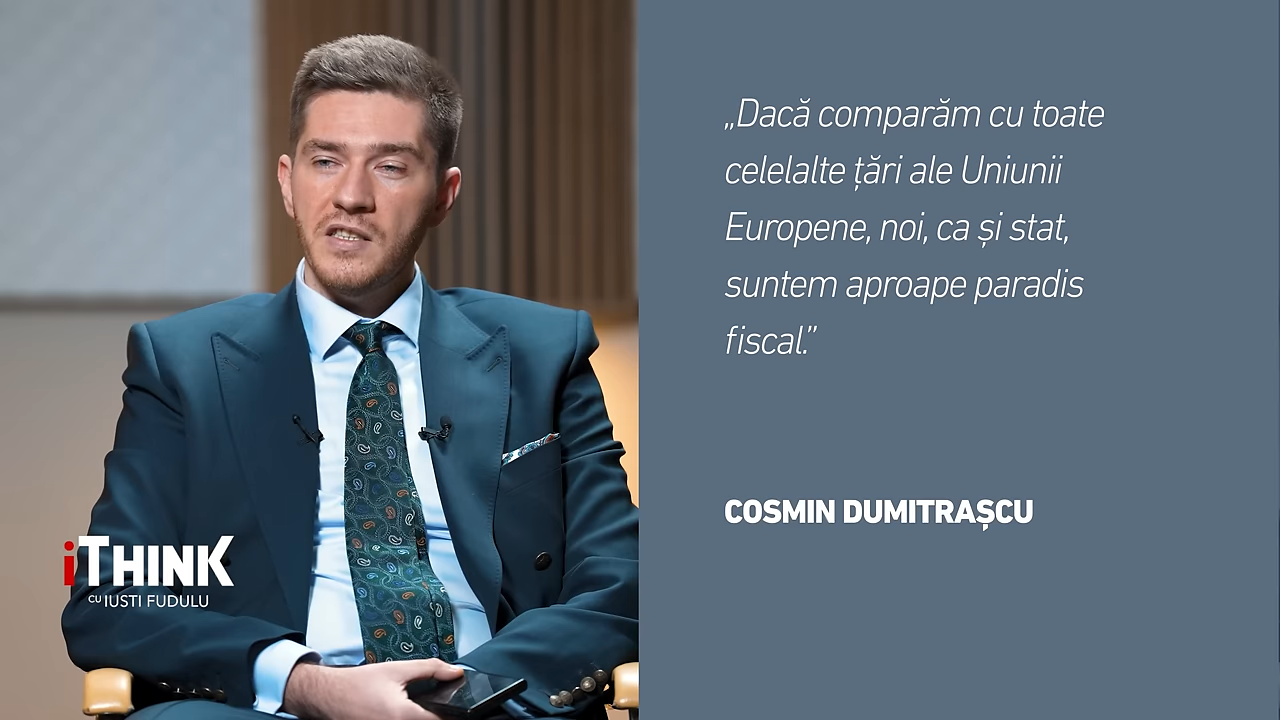 iTHINK
CU IUSTI FUDULU
„Dacă comparăm cu toate
celelalte țări ale Uniunii
Europene, noi, ca și stat,
suntem aproape paradis
fiscal.”
COSMIN DUMITRAȘCU